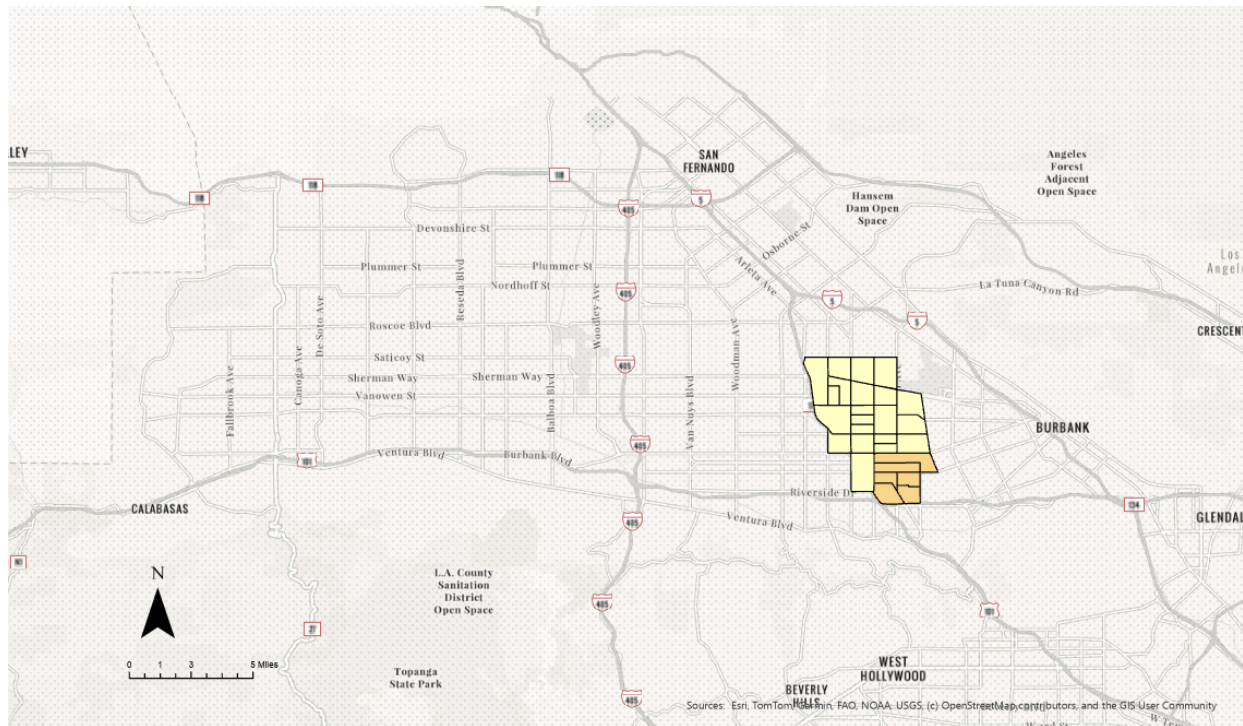 LEY
SAN
FERNANDO
Angeles
Forest
Adjacent
Open Space
118
118
118
405
5
Hansem
Dam Open
Space
Devonshire St
Osborne St
Los
Angele
Plummer St
Plummer St
Reseda Blvd
Nordhoff St
Woodley Ave
405
Arleta Ave
La Tuna Canyon Rd
5
5
De Soto Ave
Roscoe Blvd
Woodman Ave
CRESCENT
Saticoy St
405
Canoga Ave
Sherman Way
Sherman Way
Fallbrook Ave
Vanowen St
Balboa Blvd
Van Nuys Blvd
BURBANK
405
Ventura Blvd
Burbank Blvd
101
Riverside Dr
134
CALABASAS
GLENDAL
Ventura Blvd
405
L.A. County
Sanitation
District
Open Space
N
405
101
27
0 1 3 5 Miles
Topanga
State Park
WEST
HOLLYWOOD
BEVERLY
HILLS
405
Sources: Esri, TomTom, Garmin, FAO, NOAA, USGS, (c) OpenStreetMap contributors, and the GIS User Community